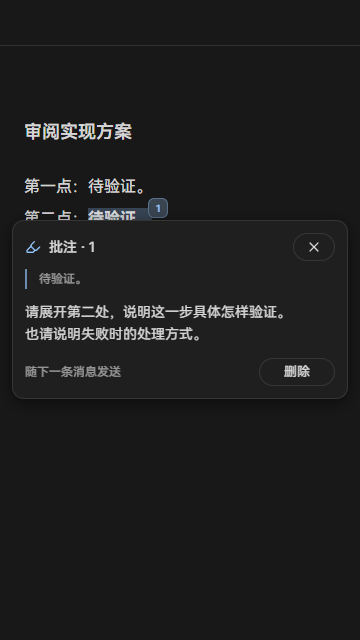 审阅实现方案
第一点：待验证。
第二点：待验证。
1
批注 · 1
待验证。
请展开第二处，说明这一步具体怎样验证。
也请说明失败时的处理方式。
随下一条消息发送
删除